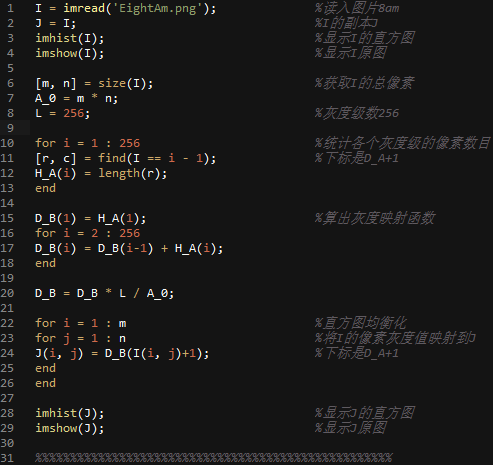 1 I = imread('EightAm.png'); %读入图片8am
2 J = I; %I的副本J
3 imhist(I); %显示I的直方图
4 imshow(I); %显示I原图
5
6 [m, n] = size(I); %获取I的总像素
7 A_0 = m * n;
8 L = 256; %灰度级数256
9
10 for i = 1 : 256 %统计各个灰度级的像素数目
11 [r, c] = find(I == i - 1); %下标是D_A+1
12 H_A(i) = length(r);
13 end
14
15 D_B(1) = H_A(1); %算出灰度映射函数
16 for i = 2 : 256
17 D_B(i) = D_B(i-1) + H_A(i);
18 end
19
20 D_B = D_B * L / A_0;
21
22 for i = 1 : m %直方图均衡化
23 for j = 1 : n %将I的像素灰度值映射到J
24 J(i, j) = D_B(I(i, j)+1); %下标是D_A+1
25 end
26 end
27
28 imhist(J); %显示J的直方图
29 imshow(J); %显示J原图
30
31 %%%%%%%%%%%%%%%%%%%%%%%%%%%%%%%%%%%%%%%%%%%%%%%%%%%